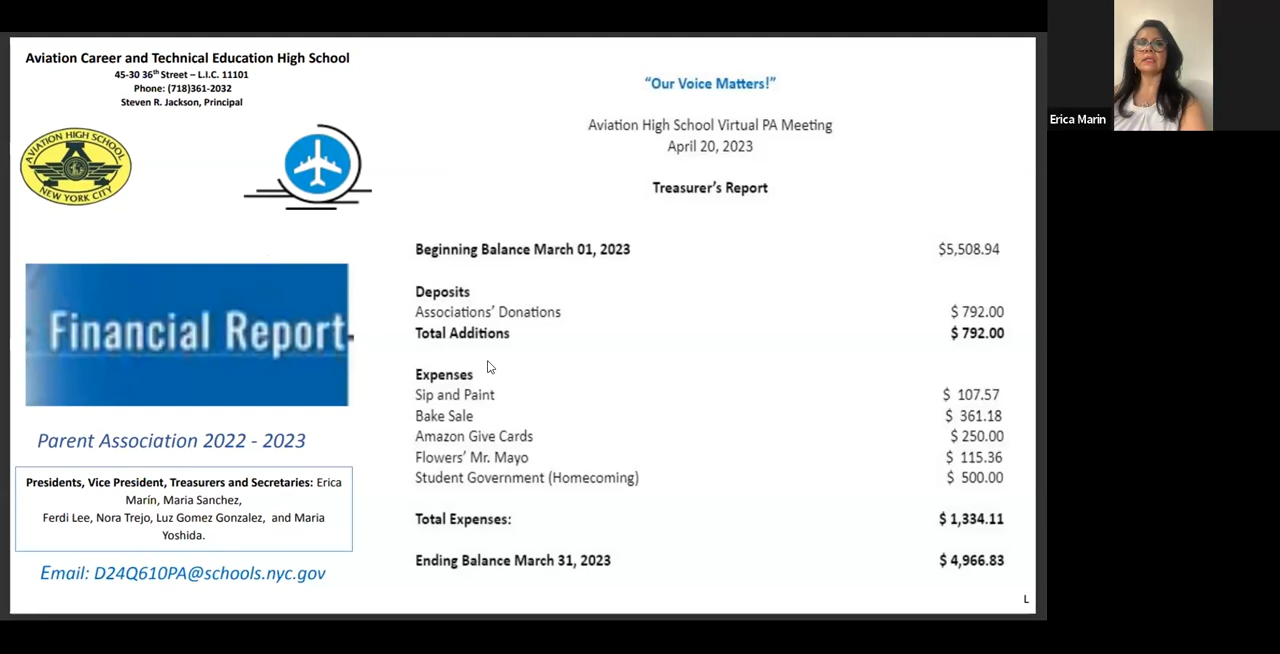 Aviation Career and Technical Education High School
45-30 36th Street – L.I.C. 11101
Phone: (718)361-2032
Steven R. Jackson, Principal
AVIATION HIGH SCHOOL
NEW YORK CITY
Financial Report
Parent Association 2022 - 2023
Presidents, Vice President, Treasurers and Secretaries: Erica
Marín, Maria Sanchez,
Ferdi Lee, Nora Trejo, Luz Gomez Gonzalez, and Maria
Yoshida.
Email: D24Q610PA@schools.nyc.gov
“Our Voice Matters!”
Aviation High School Virtual PA Meeting
April 20, 2023
Treasurer’s Report
Beginning Balance March 01, 2023 $5,508.94
Deposits
Associations’ Donations $ 792.00
Total Additions $ 792.00
Expenses
Sip and Paint $ 107.57
Bake Sale $ 361.18
Amazon Give Cards $ 250.00
Flowers’ Mr. Mayo $ 115.36
Student Government (Homecoming) $ 500.00
Total Expenses: $ 1,334.11
Ending Balance March 31, 2023 $ 4,966.83
L
Erica Marin